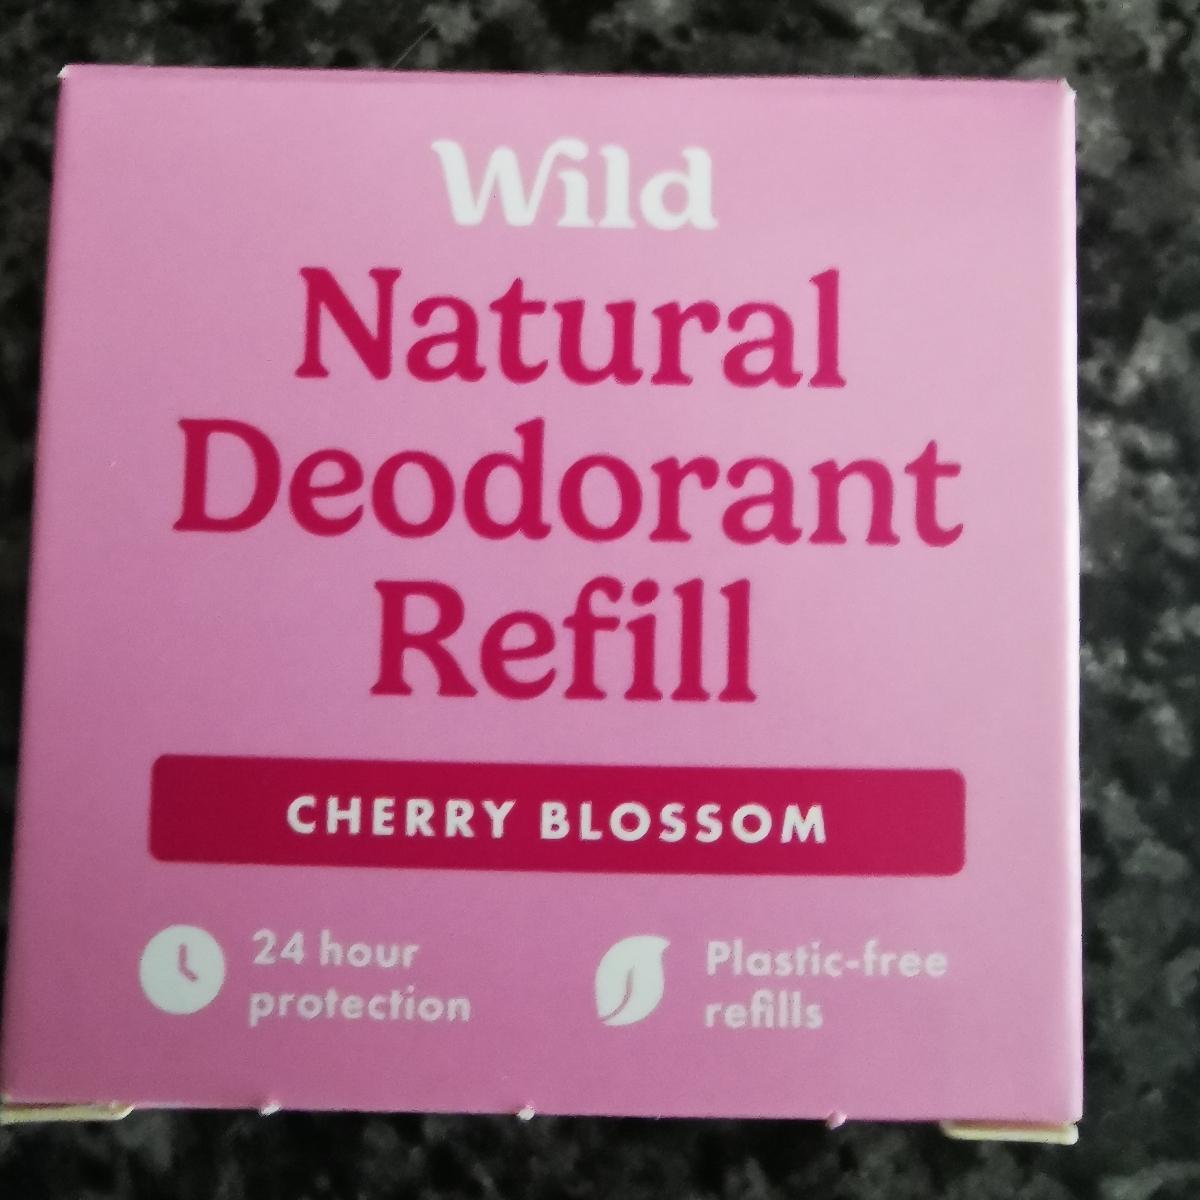 Wild
Natural
Deodorant
Refill
CHERRY BLOSSOM
24 hour
protection
Plastic-free
refills